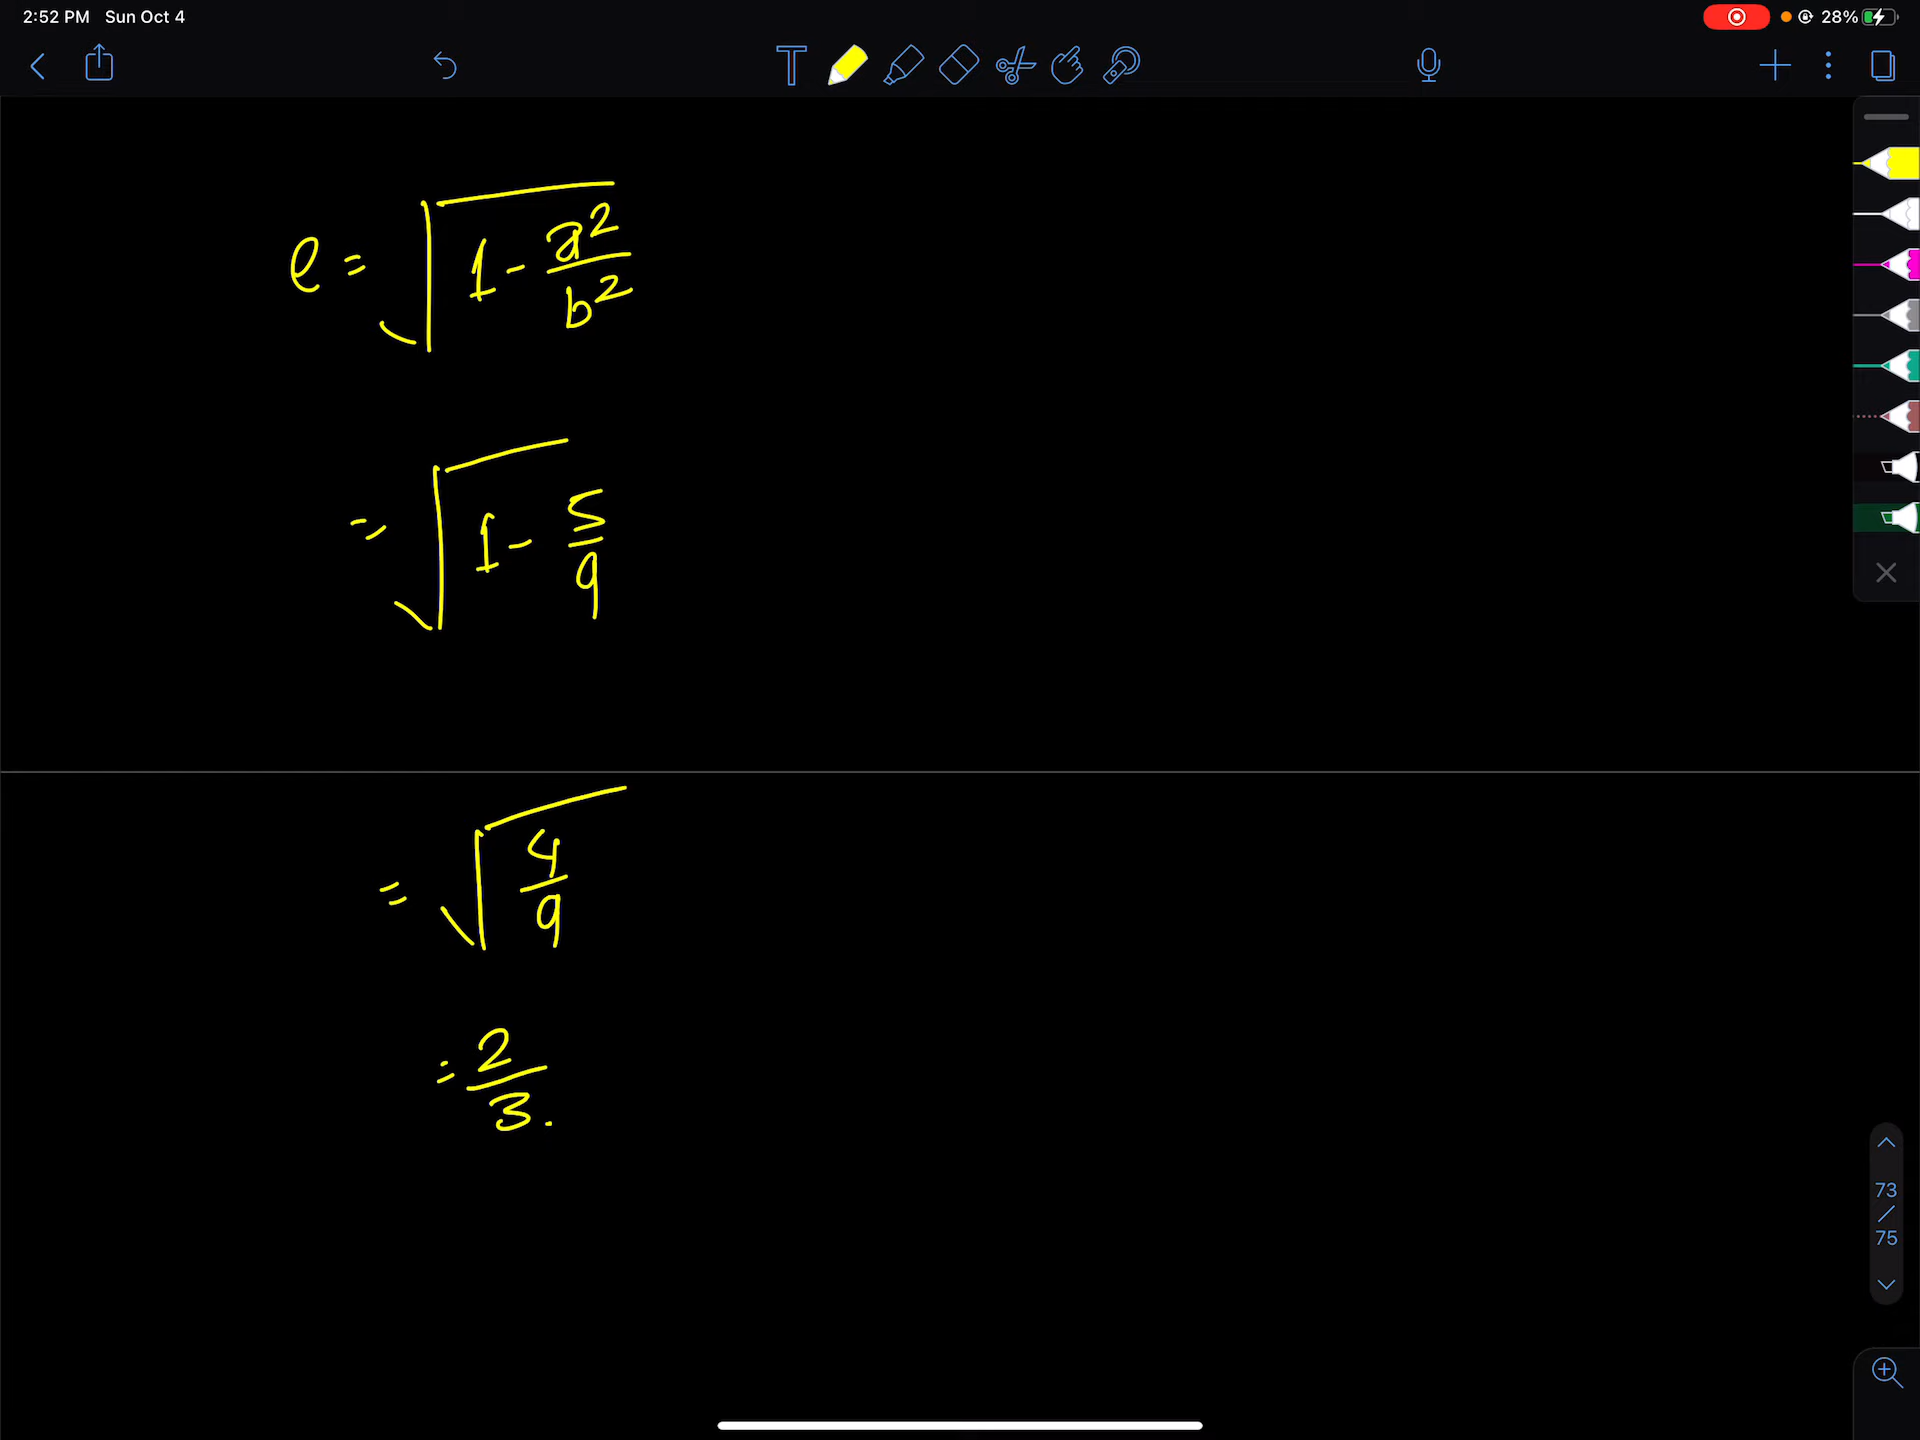 2:52 PM Sun Oct 4
28%
T
e = √(1 - a²/b²)
= √(1 - 5/9)
= √(4/9)
= 2/3.
73
/
75